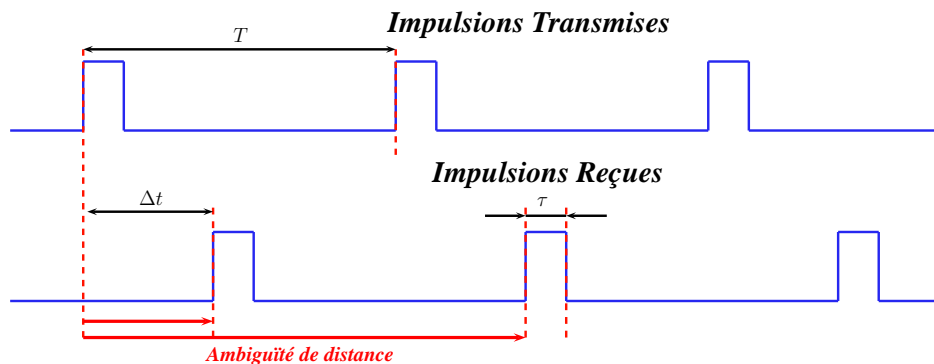 Impulsions Transmises
T
Impulsions Reçues
Δt
τ
Ambiguïté de distance